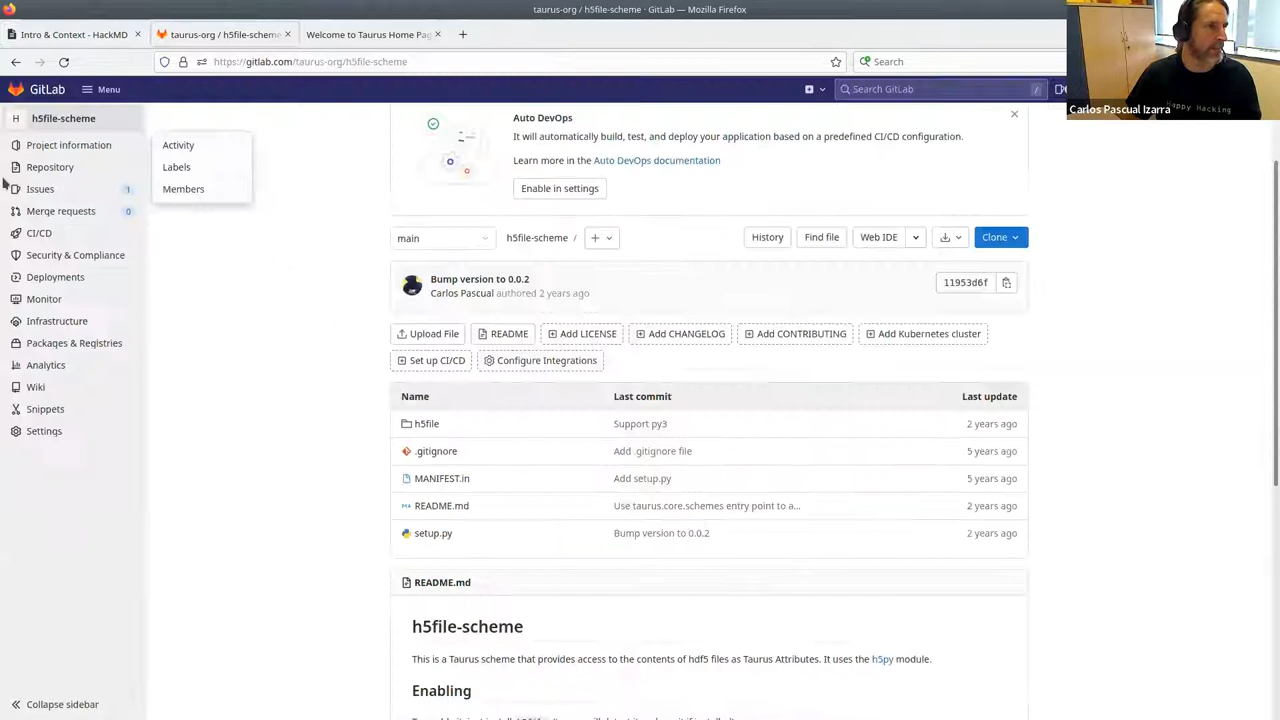 taurus-org / h5file-scheme · GitLab — Mozilla Firefox
Intro & Context - HackMD
taurus-org / h5file-scheme
Welcome to Taurus Home Pag
https://gitlab.com/taurus-org/h5file-scheme
Search
GitLab
Menu
Search GitLab
/
Happy Hacking
Carlos Pascual Izarra
H
h5file-scheme
Project information
Repository
Issues
1
Merge requests
0
CI/CD
Security & Compliance
Deployments
Monitor
Infrastructure
Packages & Registries
Analytics
Wiki
Snippets
Settings
Collapse sidebar
Activity
Labels
Members
Auto DevOps
It will automatically build, test, and deploy your application based on a predefined CI/CD configuration.
Learn more in the Auto DevOps documentation
Enable in settings
main
h5file-scheme /
History
Find file
Web IDE
Clone
Bump version to 0.0.2
Carlos Pascual authored 2 years ago
11953d6f
Upload File
README
Add LICENSE
Add CHANGELOG
Add CONTRIBUTING
Add Kubernetes cluster
Set up CI/CD
Configure Integrations
Name Last commit Last update
h5file Support py3 2 years ago
.gitignore Add .gitignore file 5 years ago
MANIFEST.in Add setup.py 5 years ago
README.md Use taurus.core.schemes entry point to a... 2 years ago
setup.py Bump version to 0.0.2 2 years ago
README.md
h5file-scheme
This is a Taurus scheme that provides access to the contents of hdf5 files as Taurus Attributes. It uses the h5py module.
Enabling